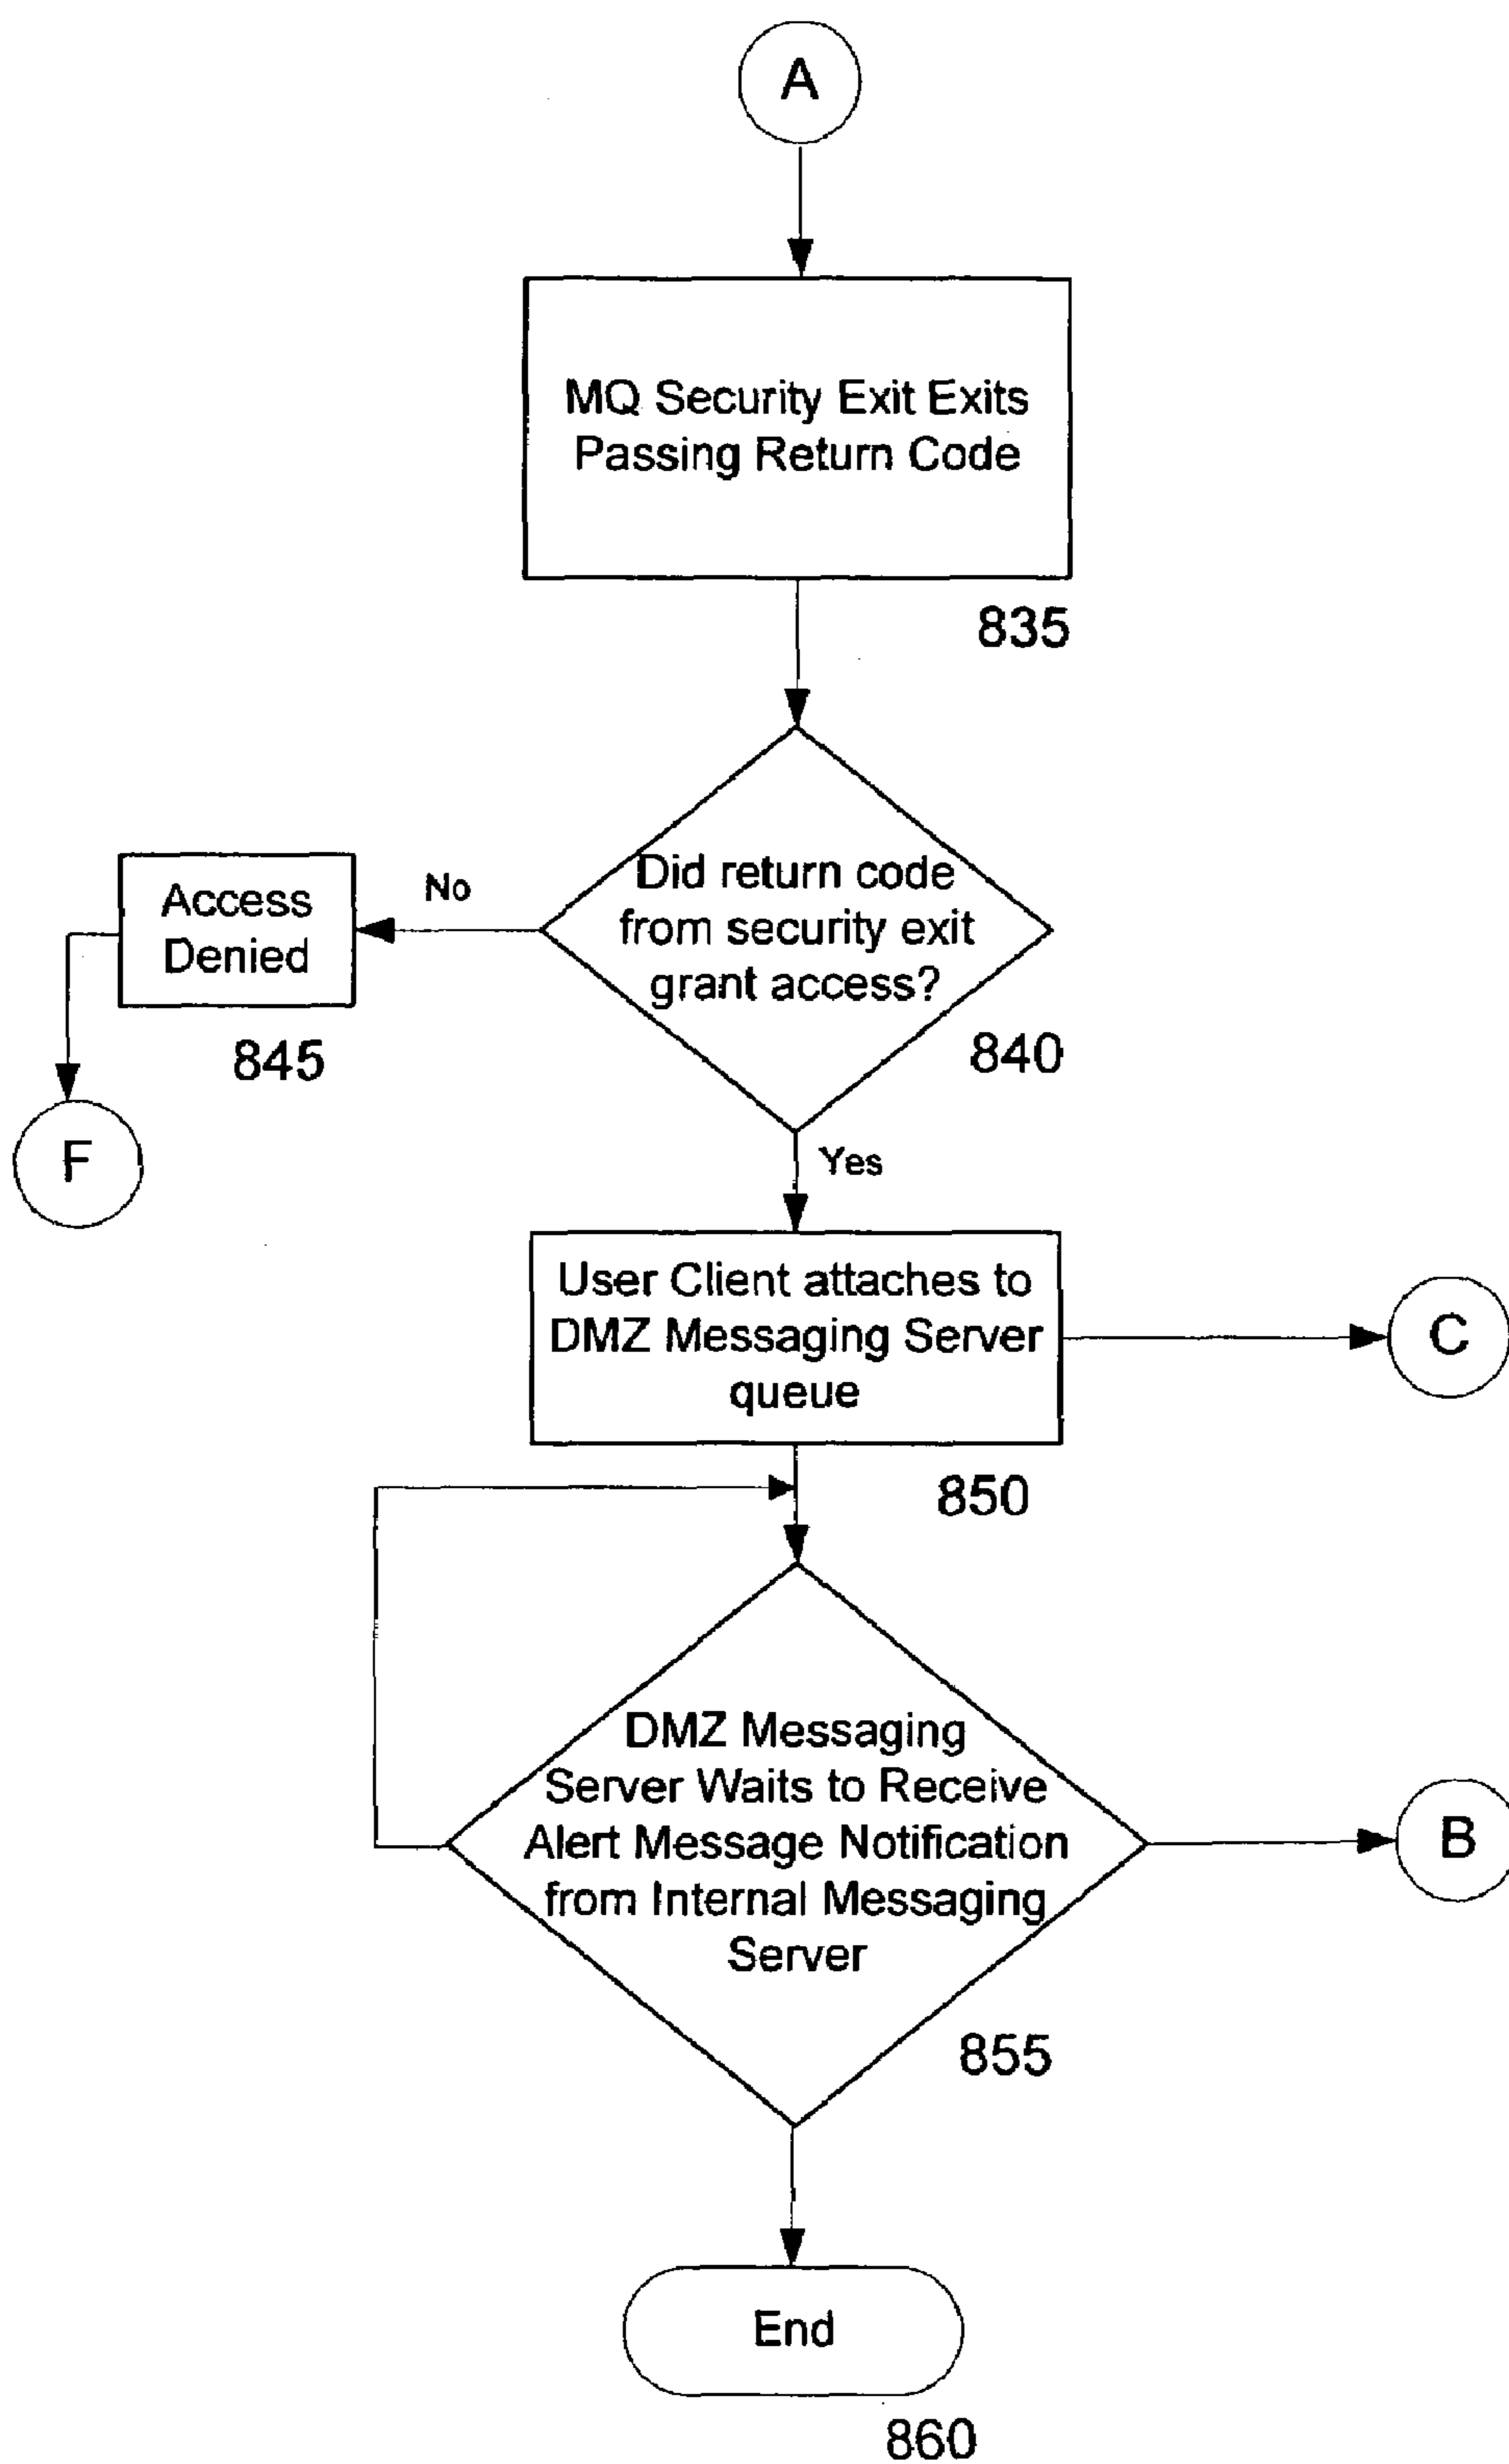 A
MQ Security Exit Exits
Passing Return Code
835
Did return code
from security exit
grant access?
840
No
Access
Denied
845
F
Yes
User Client attaches to
DMZ Messaging Server
queue
850
C
DMZ Messaging
Server Waits to Receive
Alert Message Notification
from Internal Messaging
Server
855
B
End
860